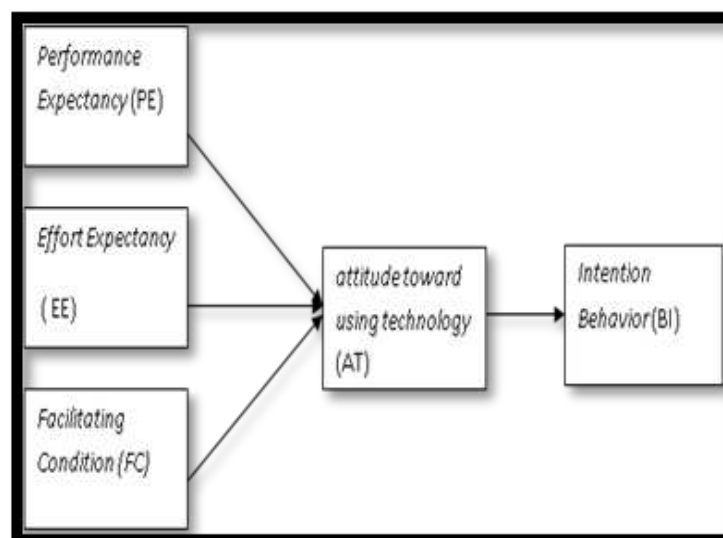 Performance
Expectancy (PE)
Effort Expectancy
( EE)
Facilitating
Condition (FC)
attitude toward
using technology
(AT)
Intention
Behavior (BI)